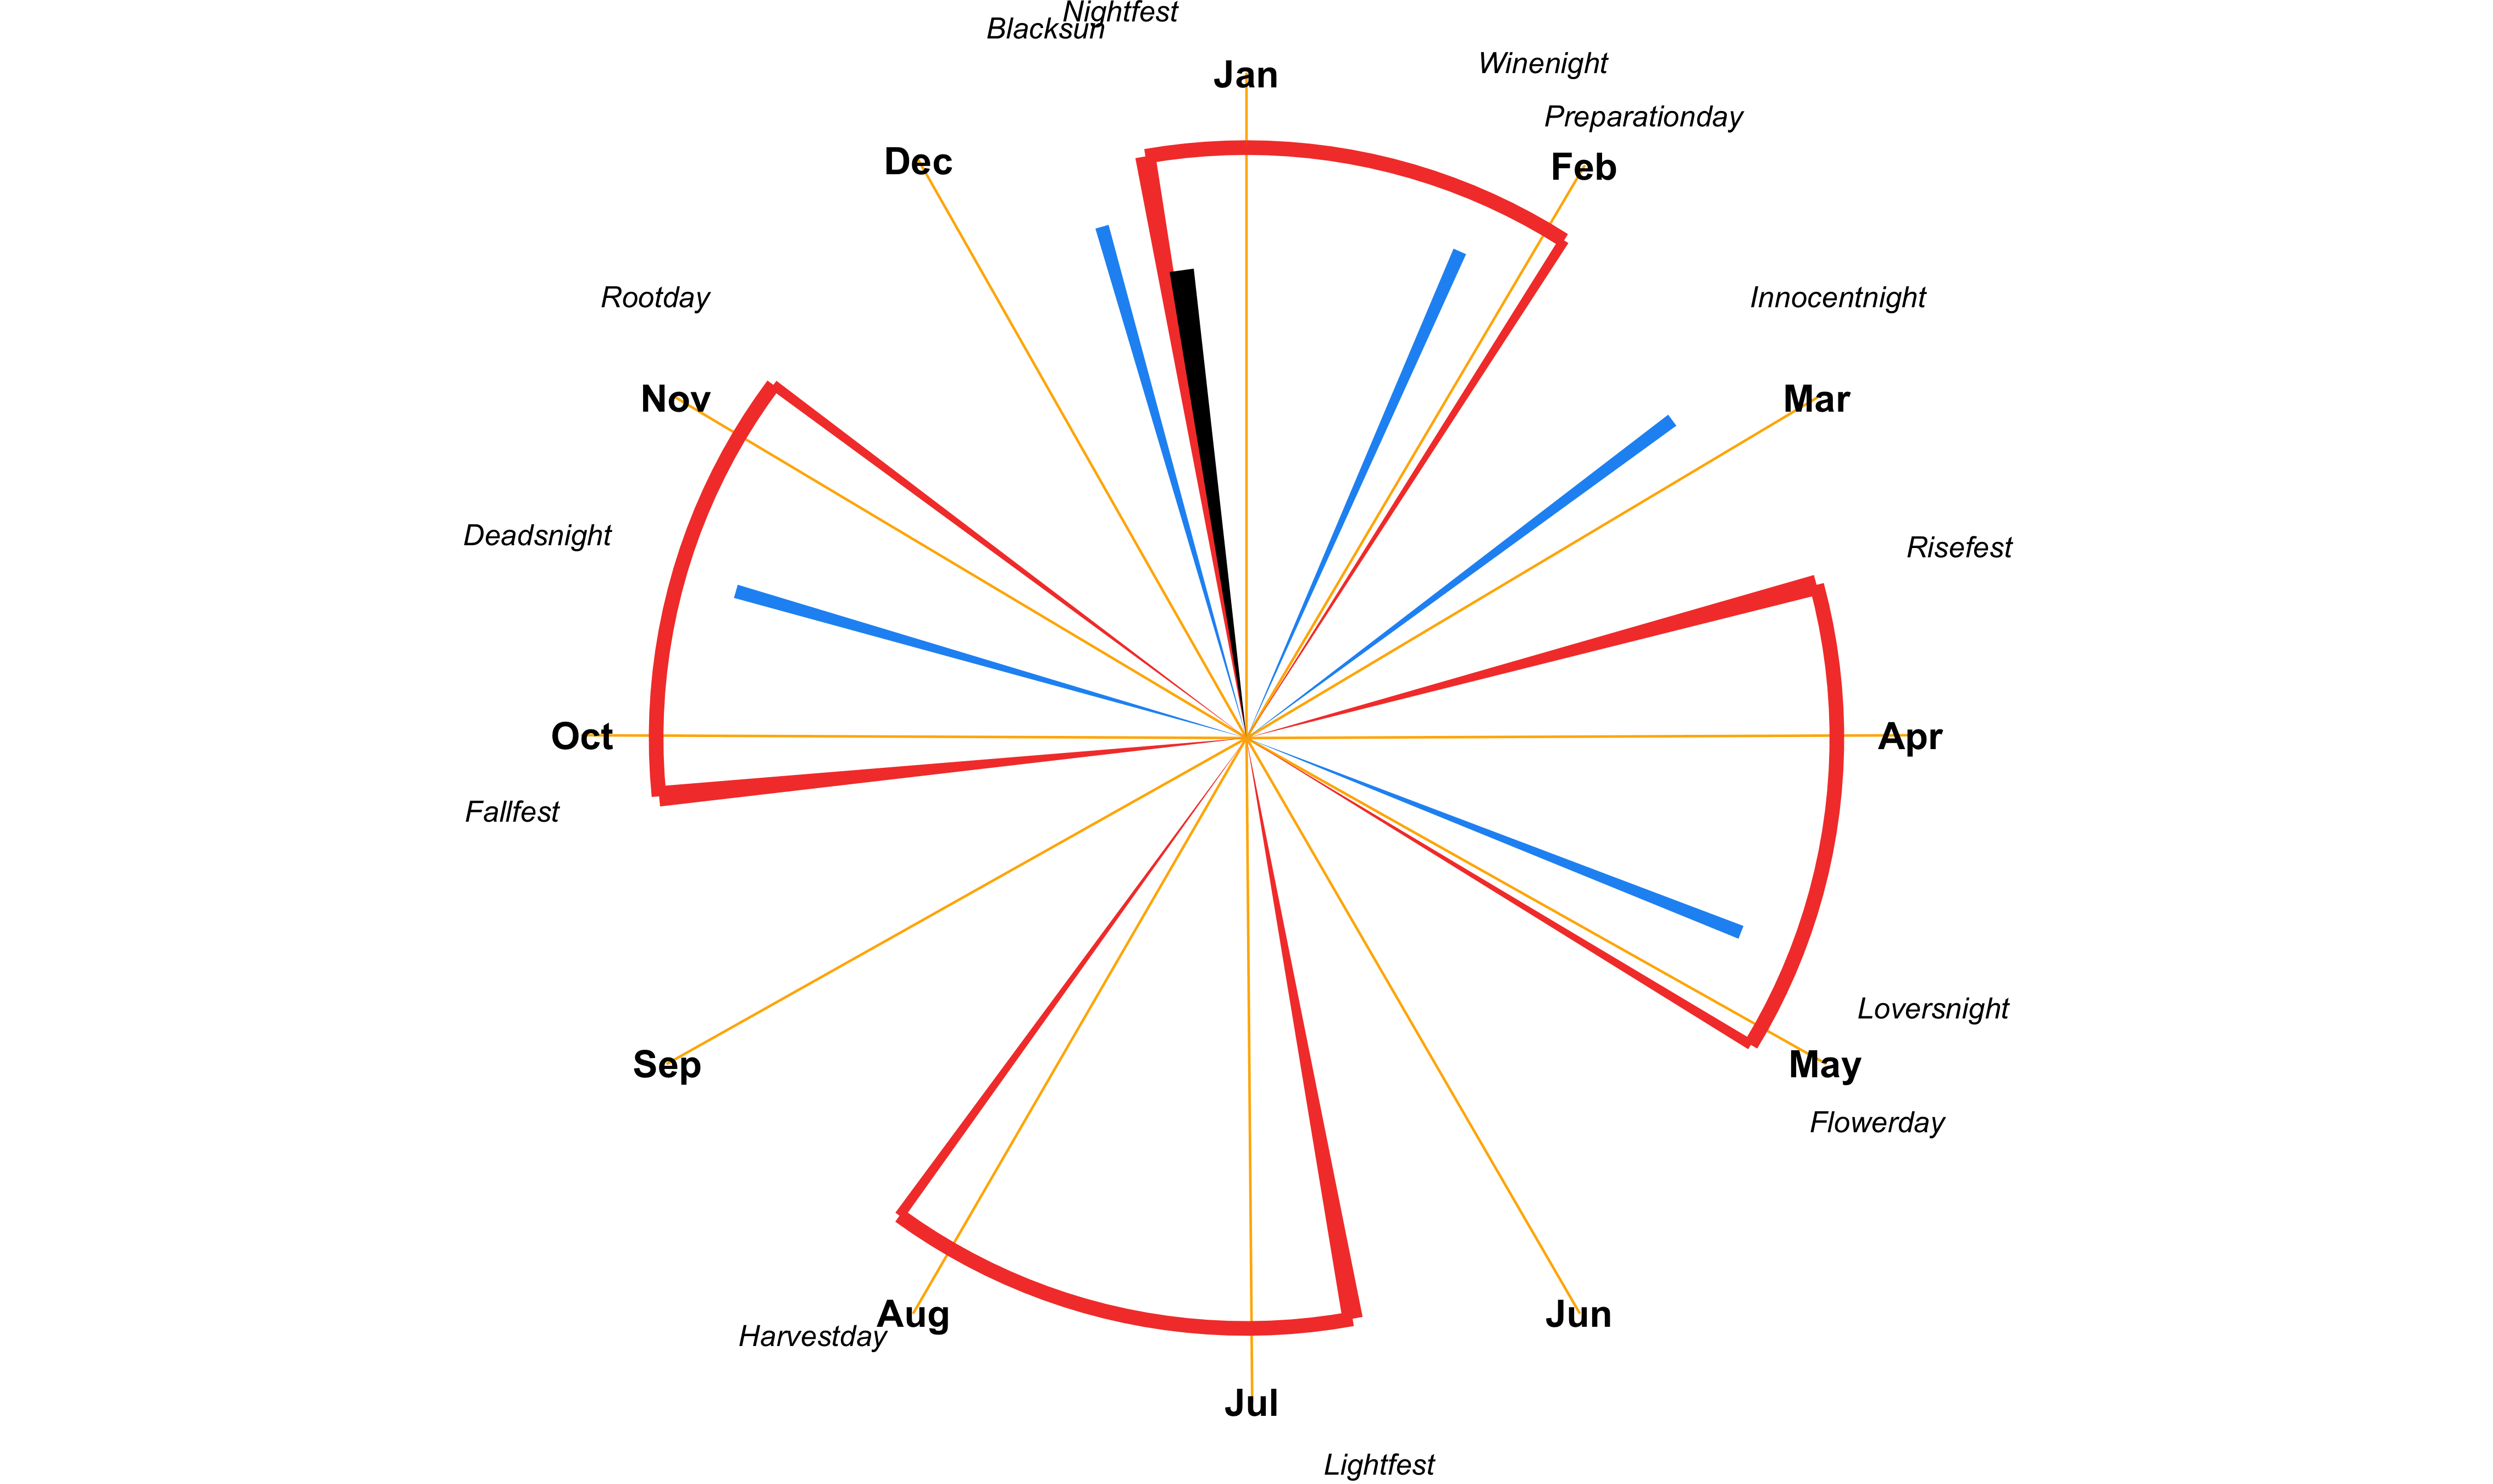 Nightfest
Blacksun
Winenight
Jan
Preparationday
Dec
Feb
Rootday
Innocentnight
Nov
Mar
Deadsnight
Risefest
Oct
Apr
Fallfest
Loversnight
Sep
May
Flowerday
Aug
Jun
Harvestday
Jul
Lightfest